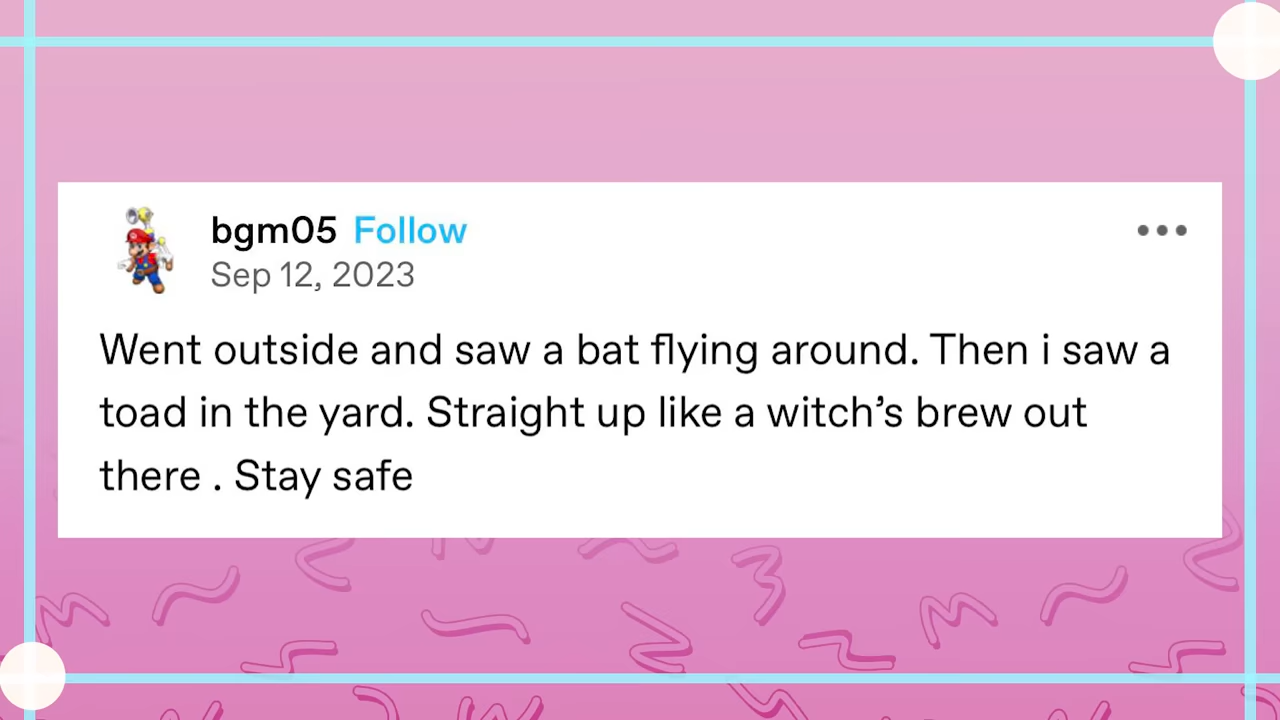 bgm05 Follow
Sep 12, 2023
Went outside and saw a bat flying around. Then i saw a
toad in the yard. Straight up like a witch’s brew out
there . Stay safe